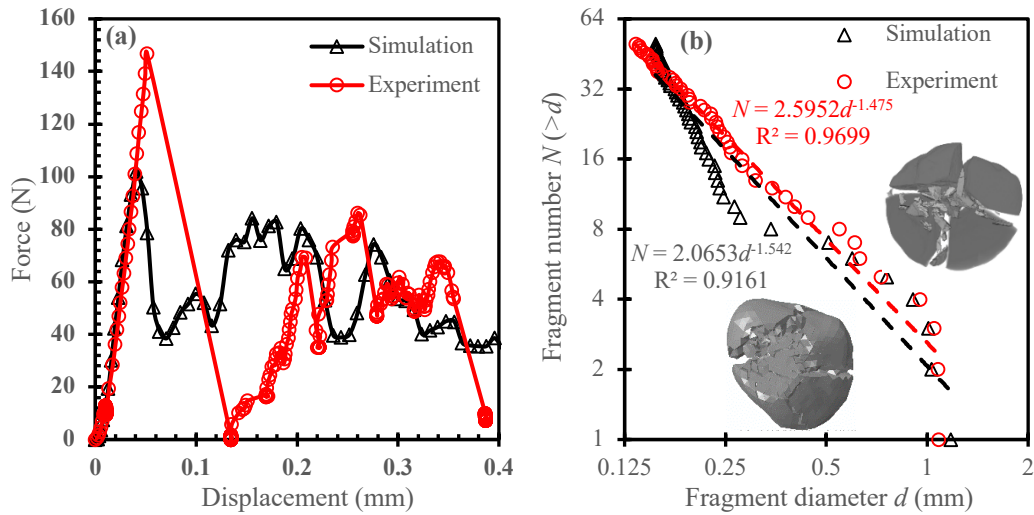 (a)
Simulation
Experiment
160
140
120
100
80
60
40
20
0
0
0.1
0.2
0.3
0.4
Force (N)
Displacement (mm)
(b)
Simulation
Experiment
N = 2.5952d-1.475
R² = 0.9699
N = 2.0653d-1.542
R² = 0.9161
64
32
16
8
4
2
1
0.125
0.25
0.5
1
2
Fragment number N (>d)
Fragment diameter d (mm)